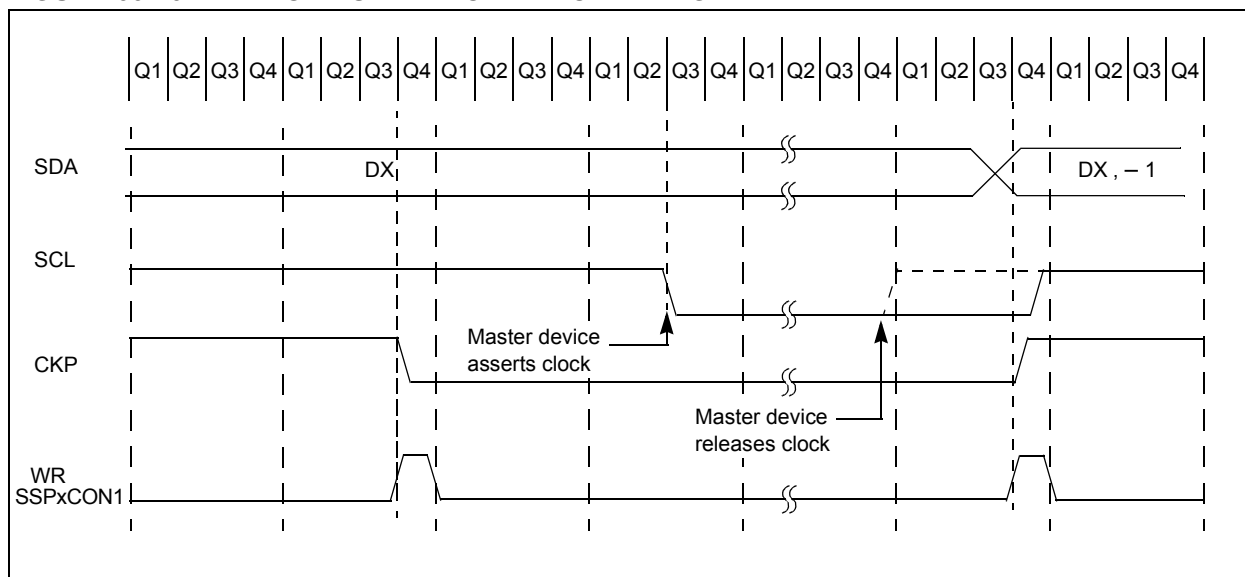 Q1 Q2 Q3 Q4 Q1 Q2 Q3 Q4 Q1 Q2 Q3 Q4 Q1 Q2 Q3 Q4 Q1 Q2 Q3 Q4 Q1 Q2 Q3 Q4 Q1 Q2 Q3 Q4
SDA
DX
DX , – 1
SCL
Master device
asserts clock
CKP
Master device
releases clock
WR
SSPxCON1